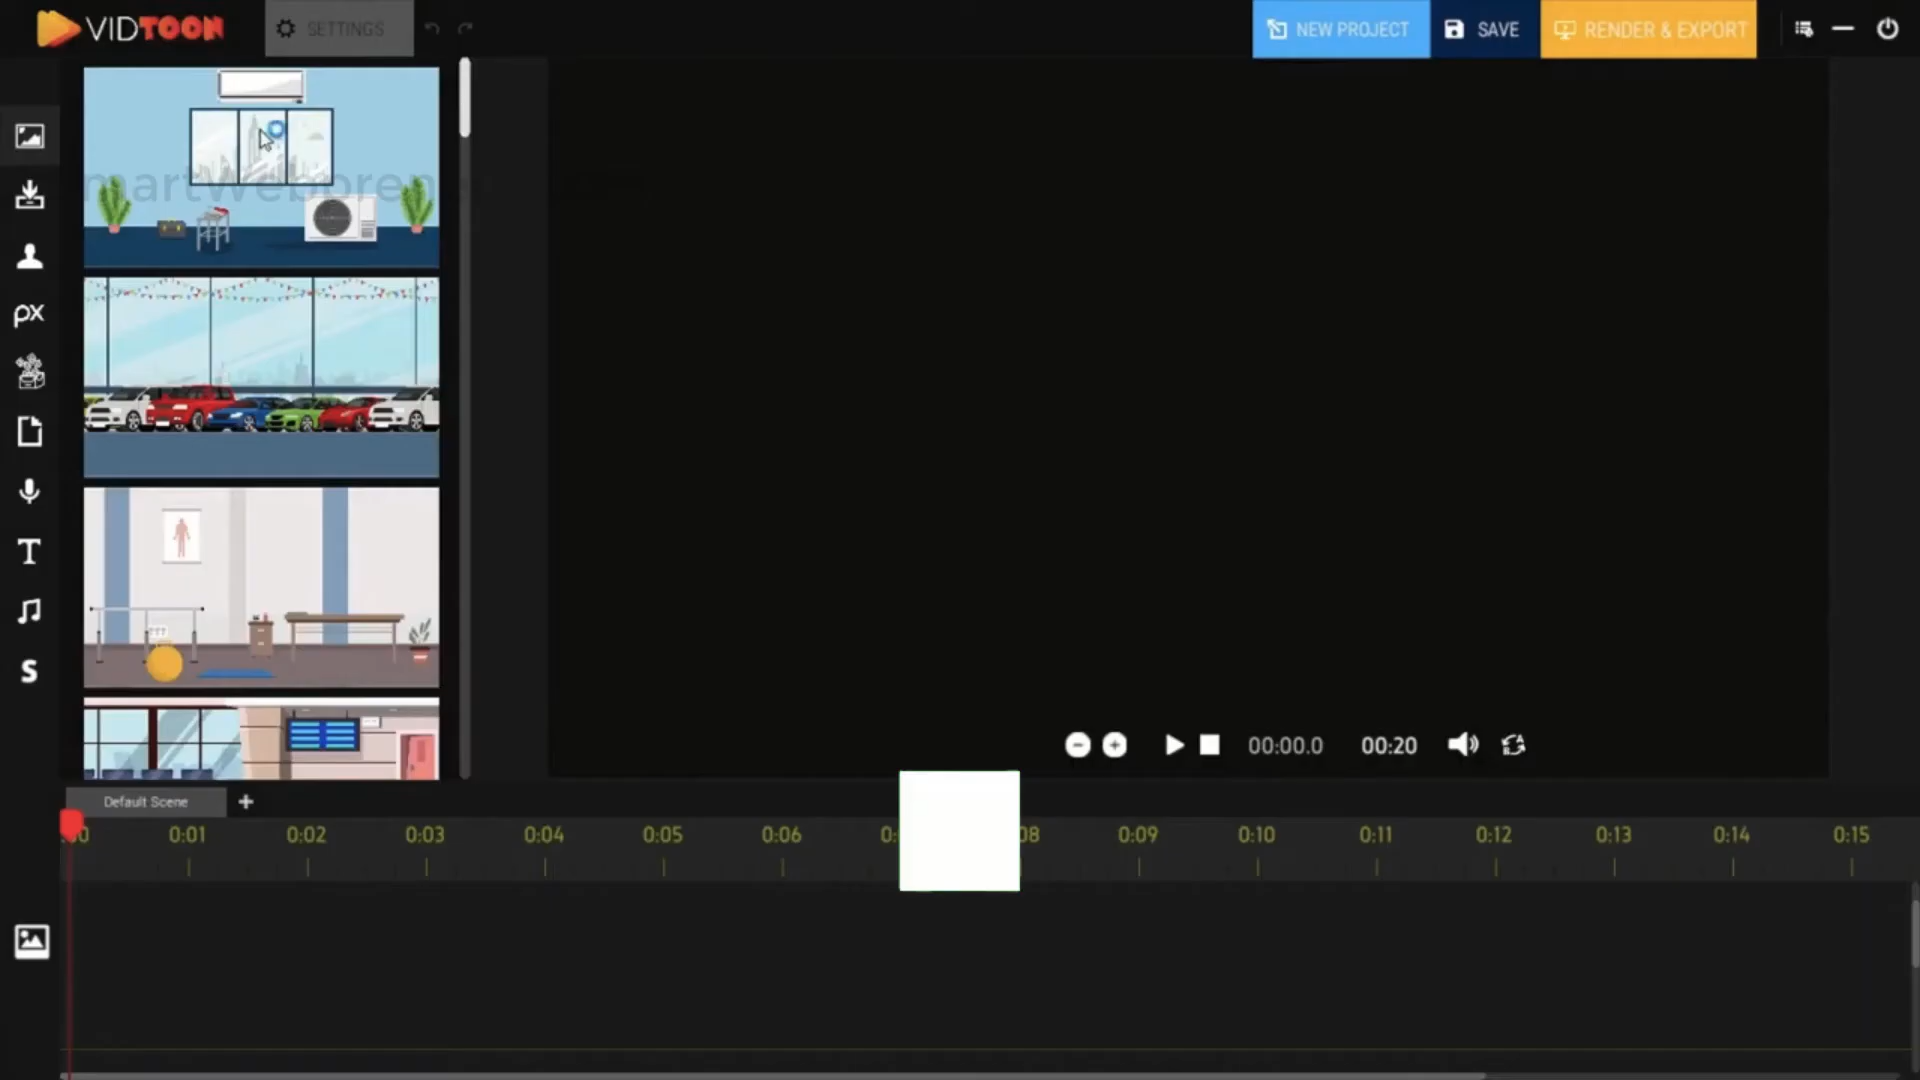 VIDTOON
SETTINGS
NEW PROJECT
SAVE
RENDER & EXPORT
px
T
S
00:00.0
00:20
Default Scene
0:01
0:02
0:03
0:04
0:05
0:06
08
0:09
0:10
0:11
0:12
0:13
0:14
0:15